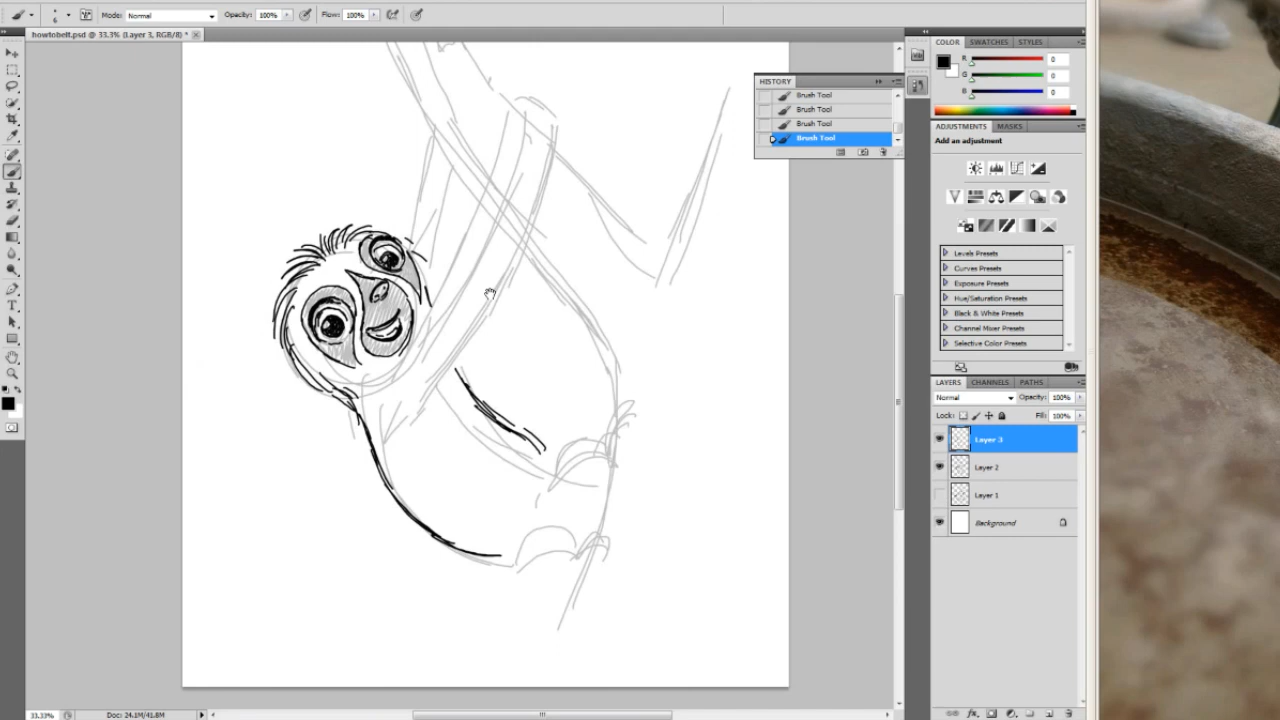 Mode: Normal Opacity: 100% Flow: 100%
howtobelt.psd @ 33.3% (Layer 3, RGB/8) *
COLOR SWATCHES STYLES
R 0
G 0
B 0
HISTORY
Brush Tool
Brush Tool
Brush Tool
Brush Tool
ADJUSTMENTS MASKS
Add an adjustment
Levels Presets
Curves Presets
Exposure Presets
Hue/Saturation Presets
Black & White Presets
Channel Mixer Presets
Selective Color Presets
LAYERS CHANNELS PATHS
Normal Opacity: 100%
Lock: Fill: 100%
Layer 3
Layer 2
Layer 1
Background
33.33% Doc: 24.1M/41.8M